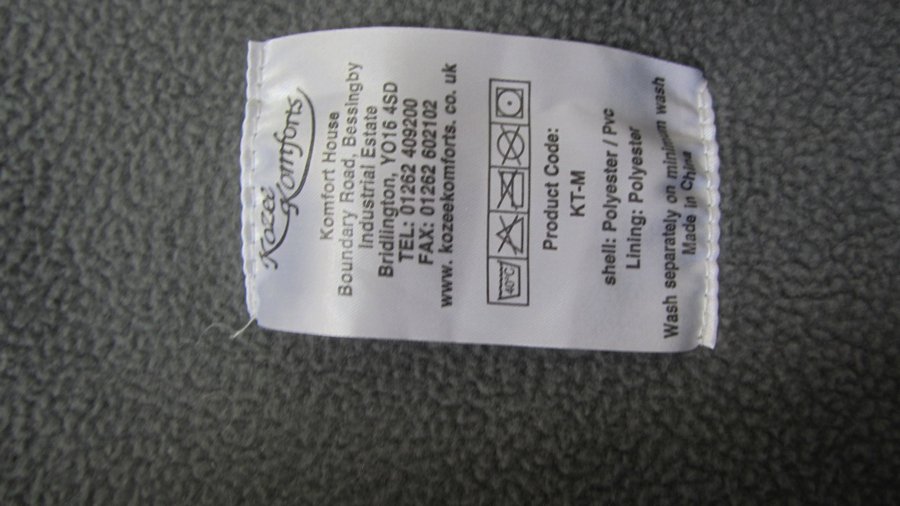 Kozeé
Komforts
Komfort House
Boundary Road, Bessingby
Industrial Estate
Bridlington, YO16 4SD
TEL: 01262 409200
FAX: 01262 602102
www. kozeekomforts. co. uk
40°C
Product Code:
KT-M
shell: Polyester / Pvc
Lining: Polyester
Wash separately on minimum wash
Made in China